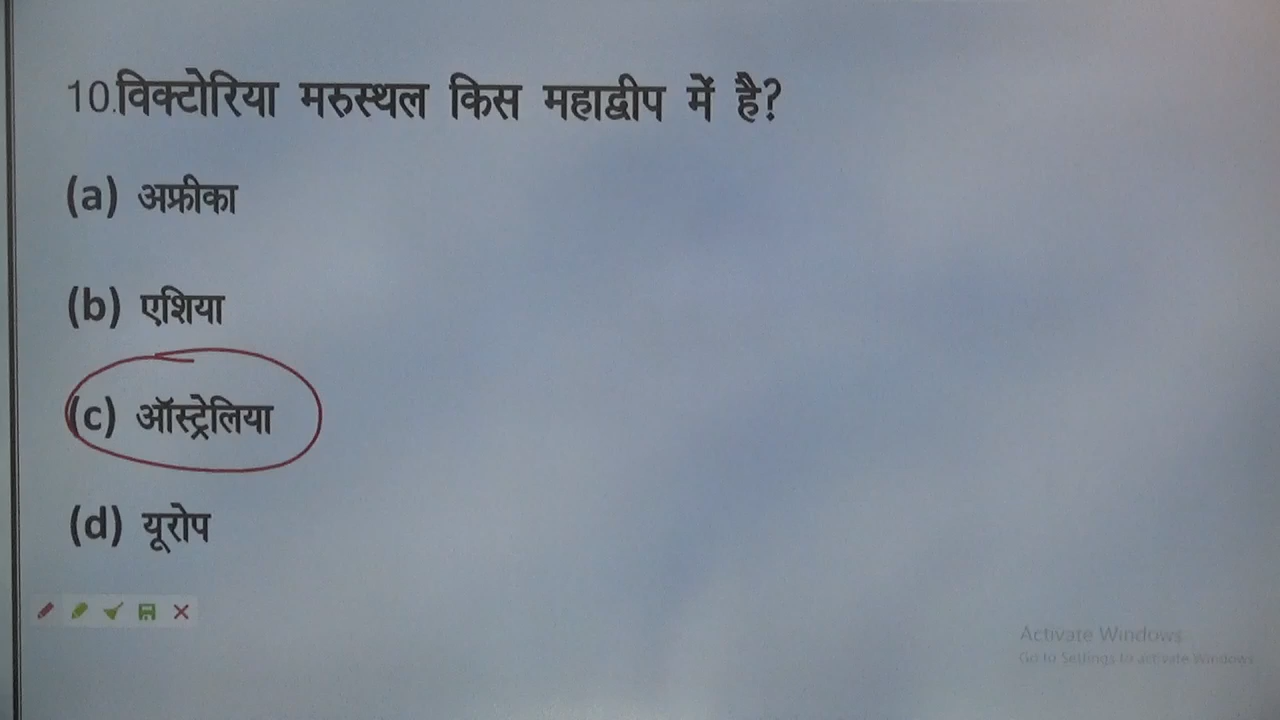 10.विक्टोरिया मरुस्थल किस महाद्वीप में है?
(a) अफ्रीका
(b) एशिया
(c) ऑस्ट्रेलिया
(d) यूरोप
Activate Windows
Go to Settings to activate Windows.